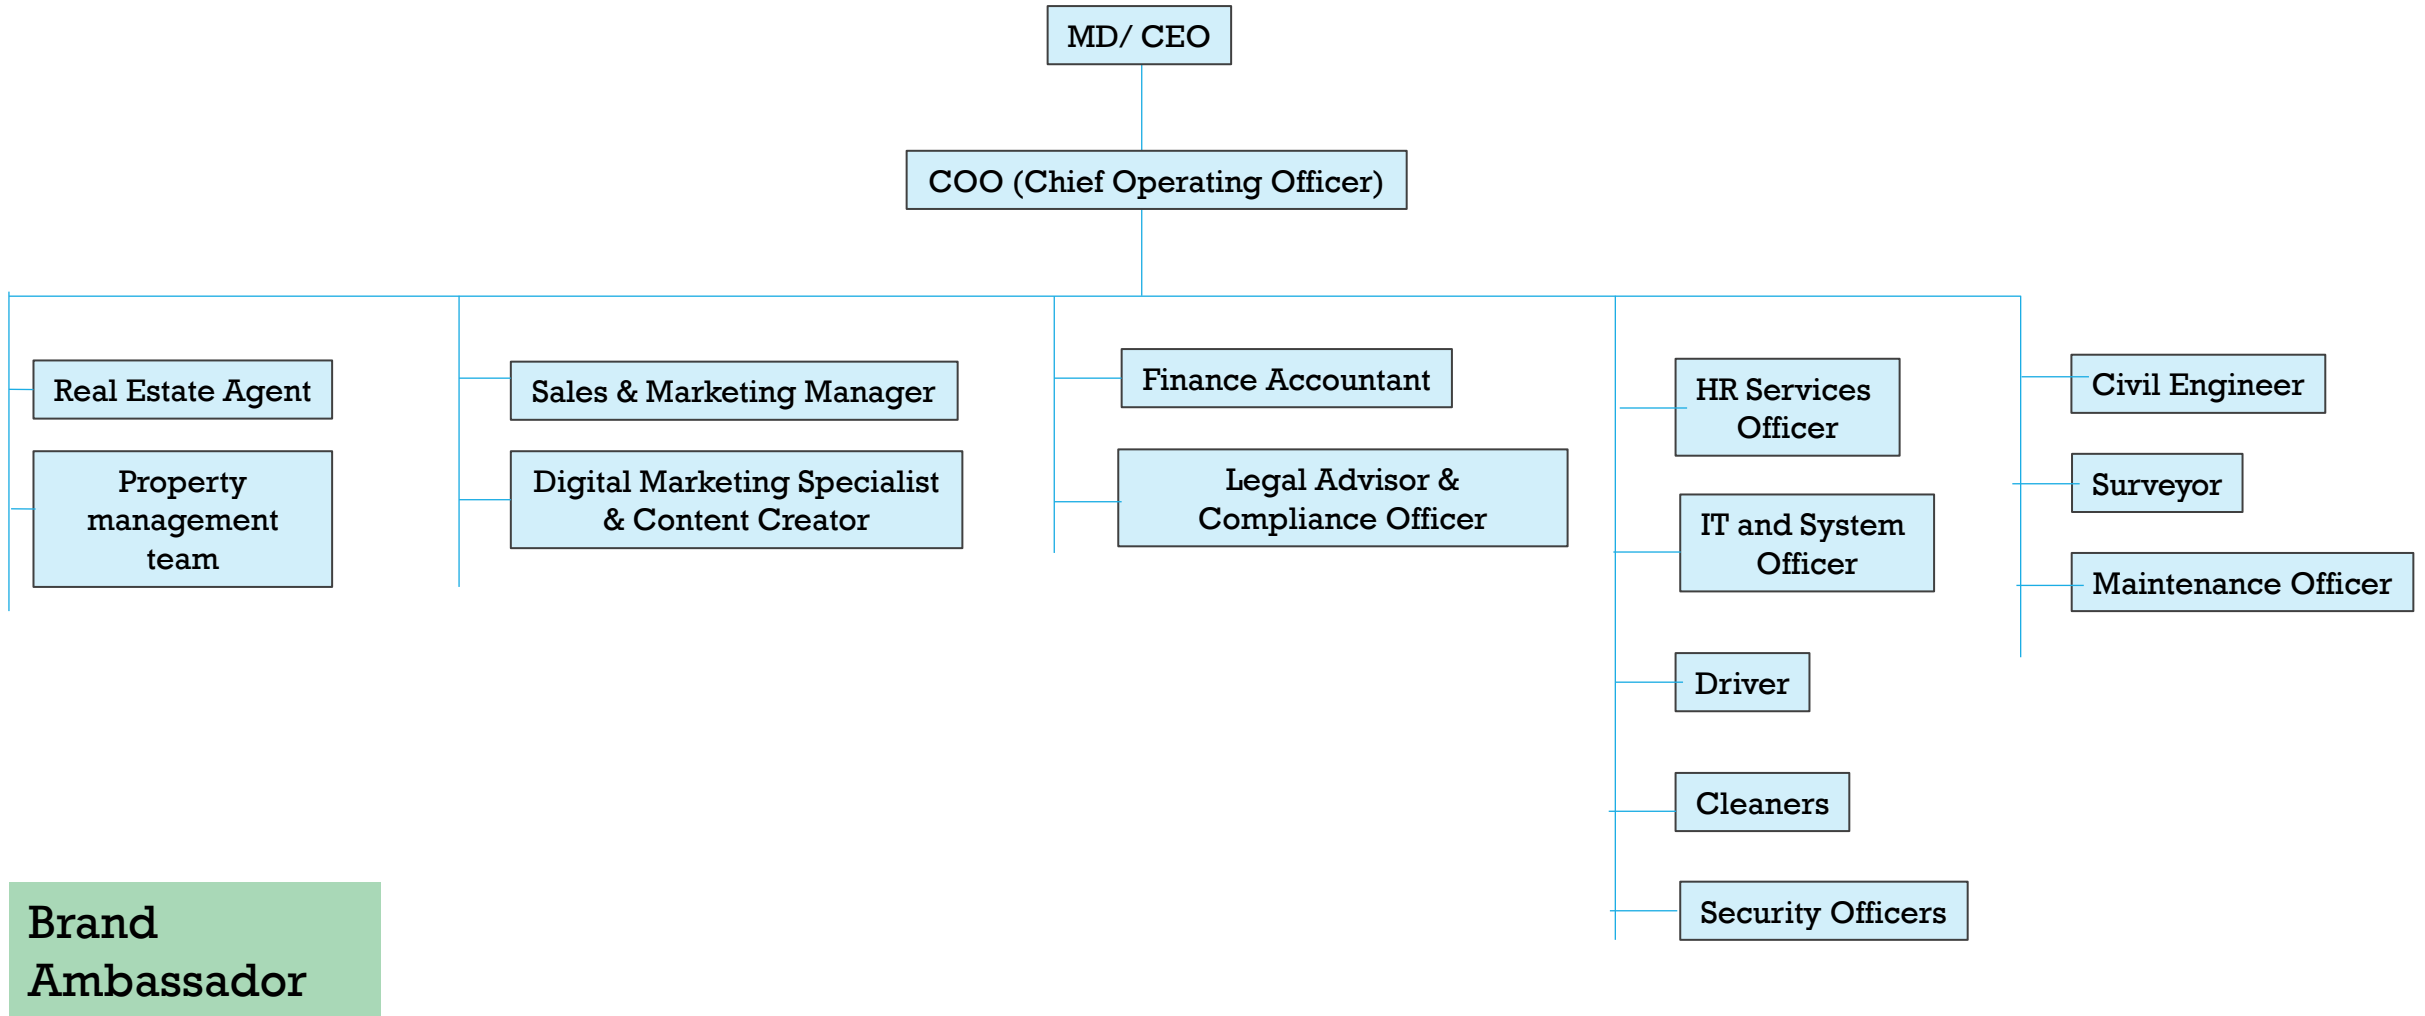 MD/ CEO
COO (Chief Operating Officer)
Real Estate Agent
Property
management
team
Sales & Marketing Manager
Digital Marketing Specialist
& Content Creator
Finance Accountant
Legal Advisor &
Compliance Officer
HR Services
Officer
IT and System
Officer
Driver
Cleaners
Security Officers
Civil Engineer
Surveyor
Maintenance Officer
Brand
Ambassador